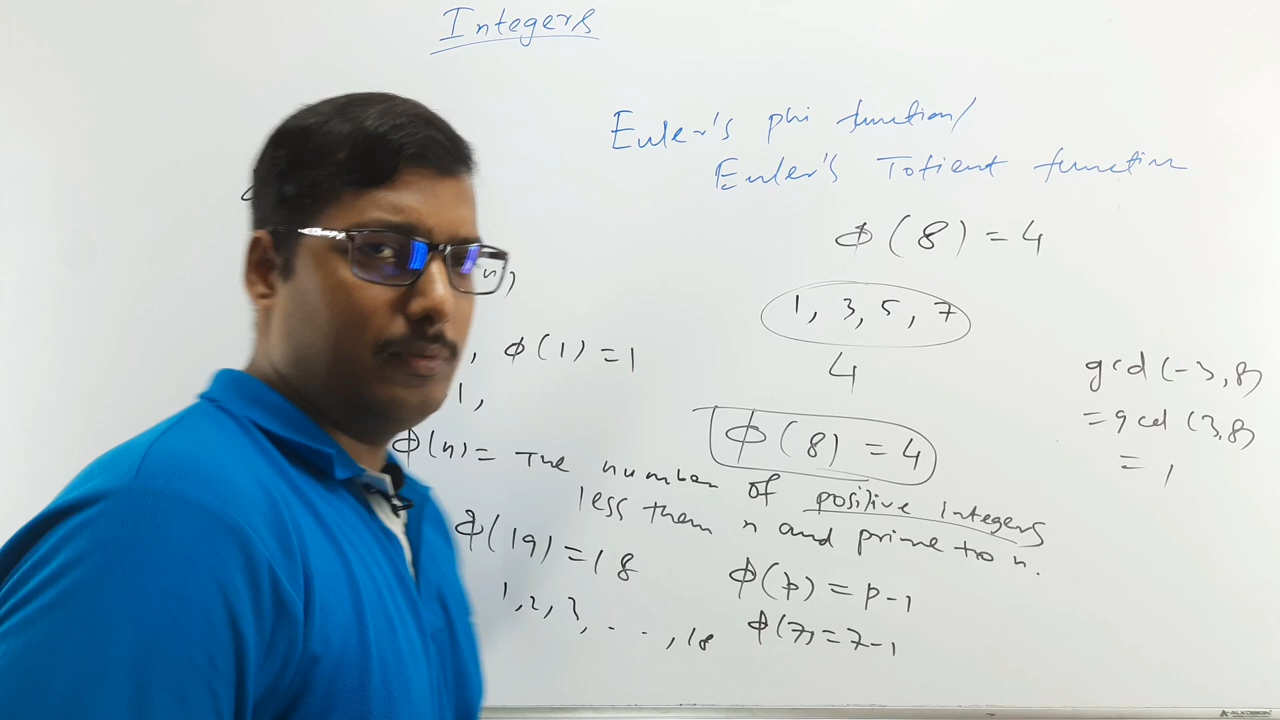 Integers
Euler's phi function/
Euler's Totient function
ϕ(8)=4
n),
1, 3, 5, 7
, ϕ(1)=1
4
1,
gcd(-3,8)
=gcd(3,8)
=1
ϕ(8)=4
ϕ(n)= The number of positive integers
less them n and prime to n.
ϕ(19)=18
1,2,3,...,18
ϕ(p)=p-1
ϕ(7)=7-1